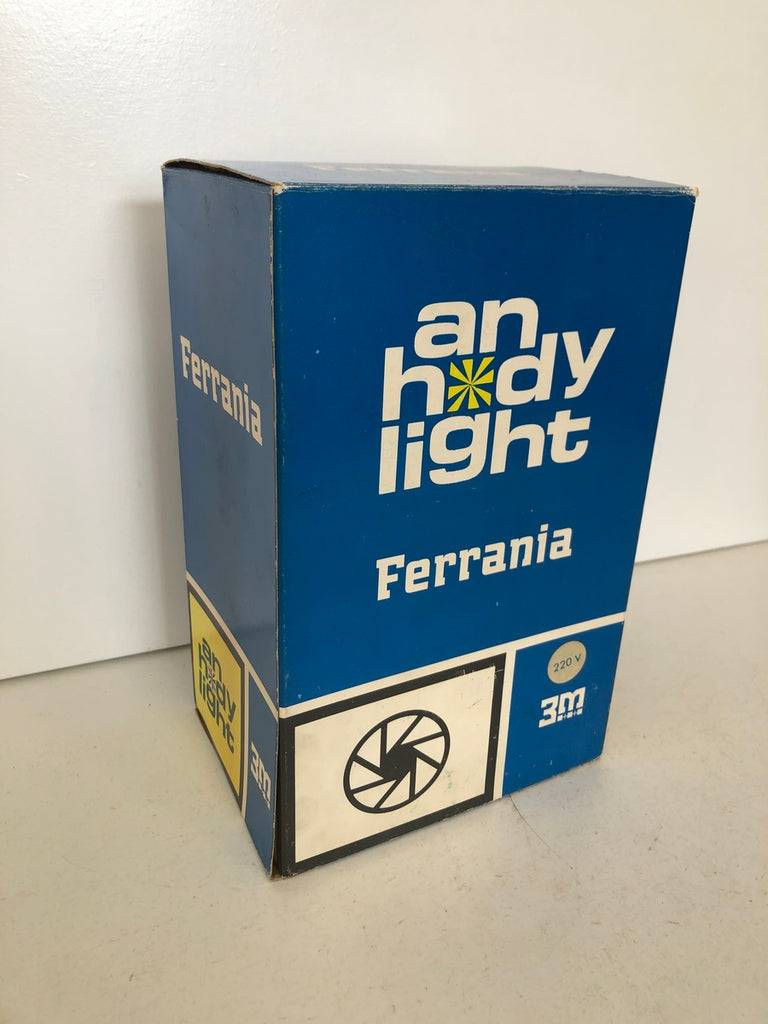 an
h✳dy
light
Ferrania
220 V
3M
Ferrania
an
h✳dy
light
3M